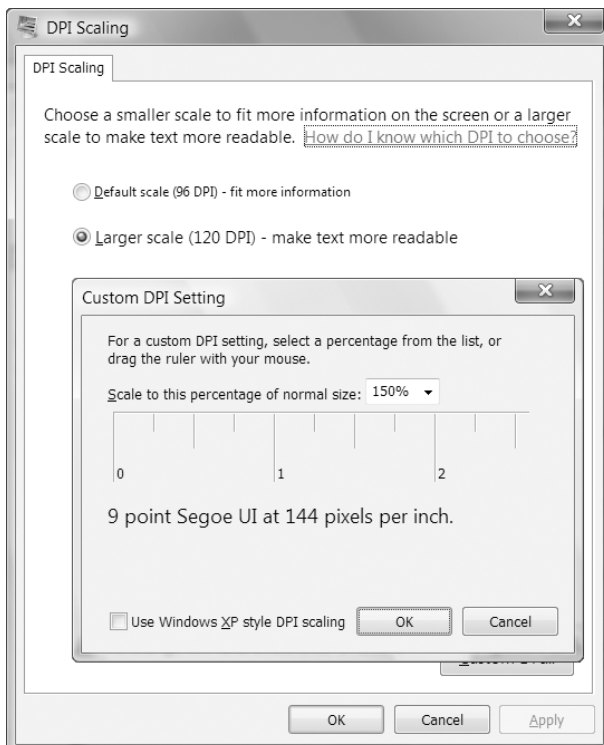 DPI Scaling
DPI Scaling
Choose a smaller scale to fit more information on the screen or a larger
scale to make text more readable. How do I know which DPI to choose?
Default scale (96 DPI) - fit more information
Larger scale (120 DPI) - make text more readable
Custom DPI Setting
For a custom DPI setting, select a percentage from the list, or
drag the ruler with your mouse.
Scale to this percentage of normal size: 150%
0 1 2
9 point Segoe UI at 144 pixels per inch.
Use Windows XP style DPI scaling OK Cancel
OK Cancel Apply